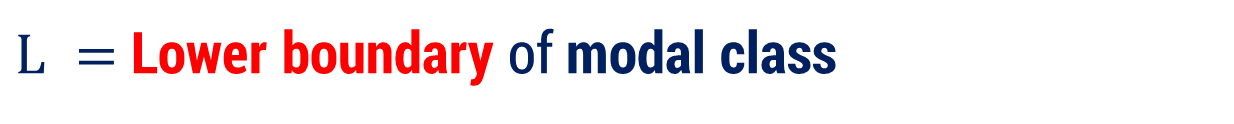 L = Lower boundary of modal class